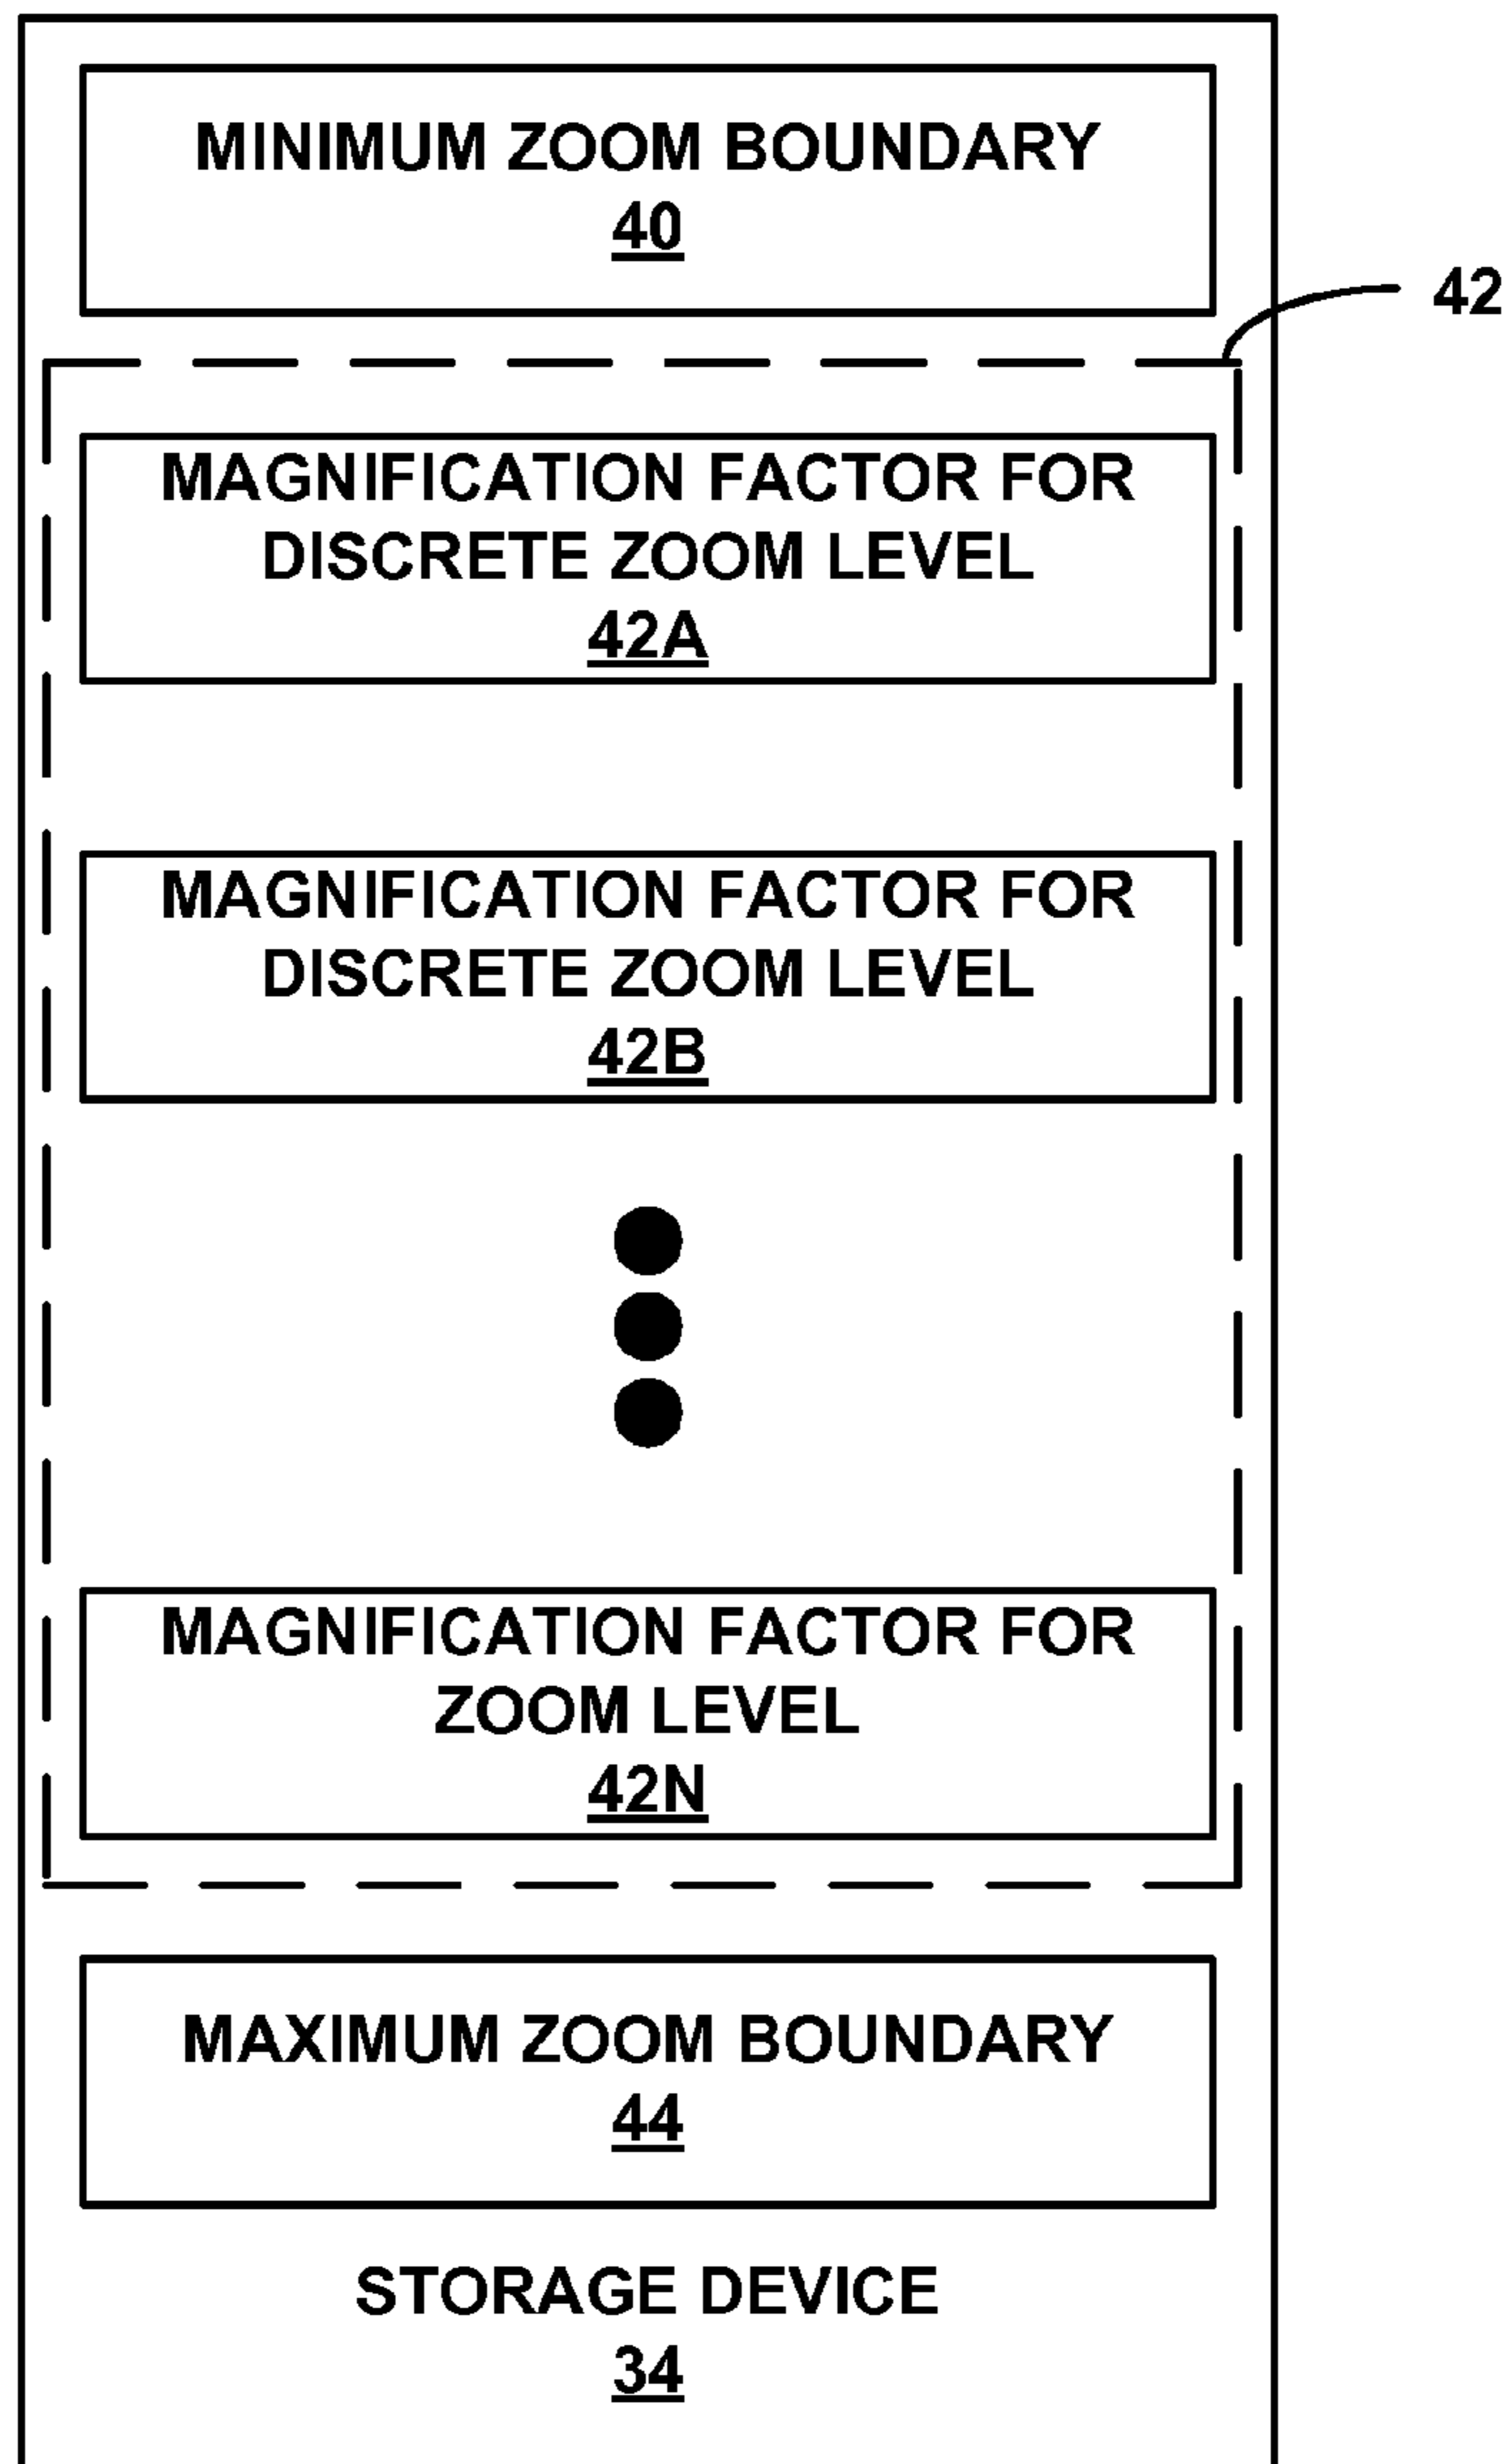 MINIMUM ZOOM BOUNDARY
40
42
MAGNIFICATION FACTOR FOR
DISCRETE ZOOM LEVEL
42A
MAGNIFICATION FACTOR FOR
DISCRETE ZOOM LEVEL
42B
MAGNIFICATION FACTOR FOR
ZOOM LEVEL
42N
MAXIMUM ZOOM BOUNDARY
44
STORAGE DEVICE
34